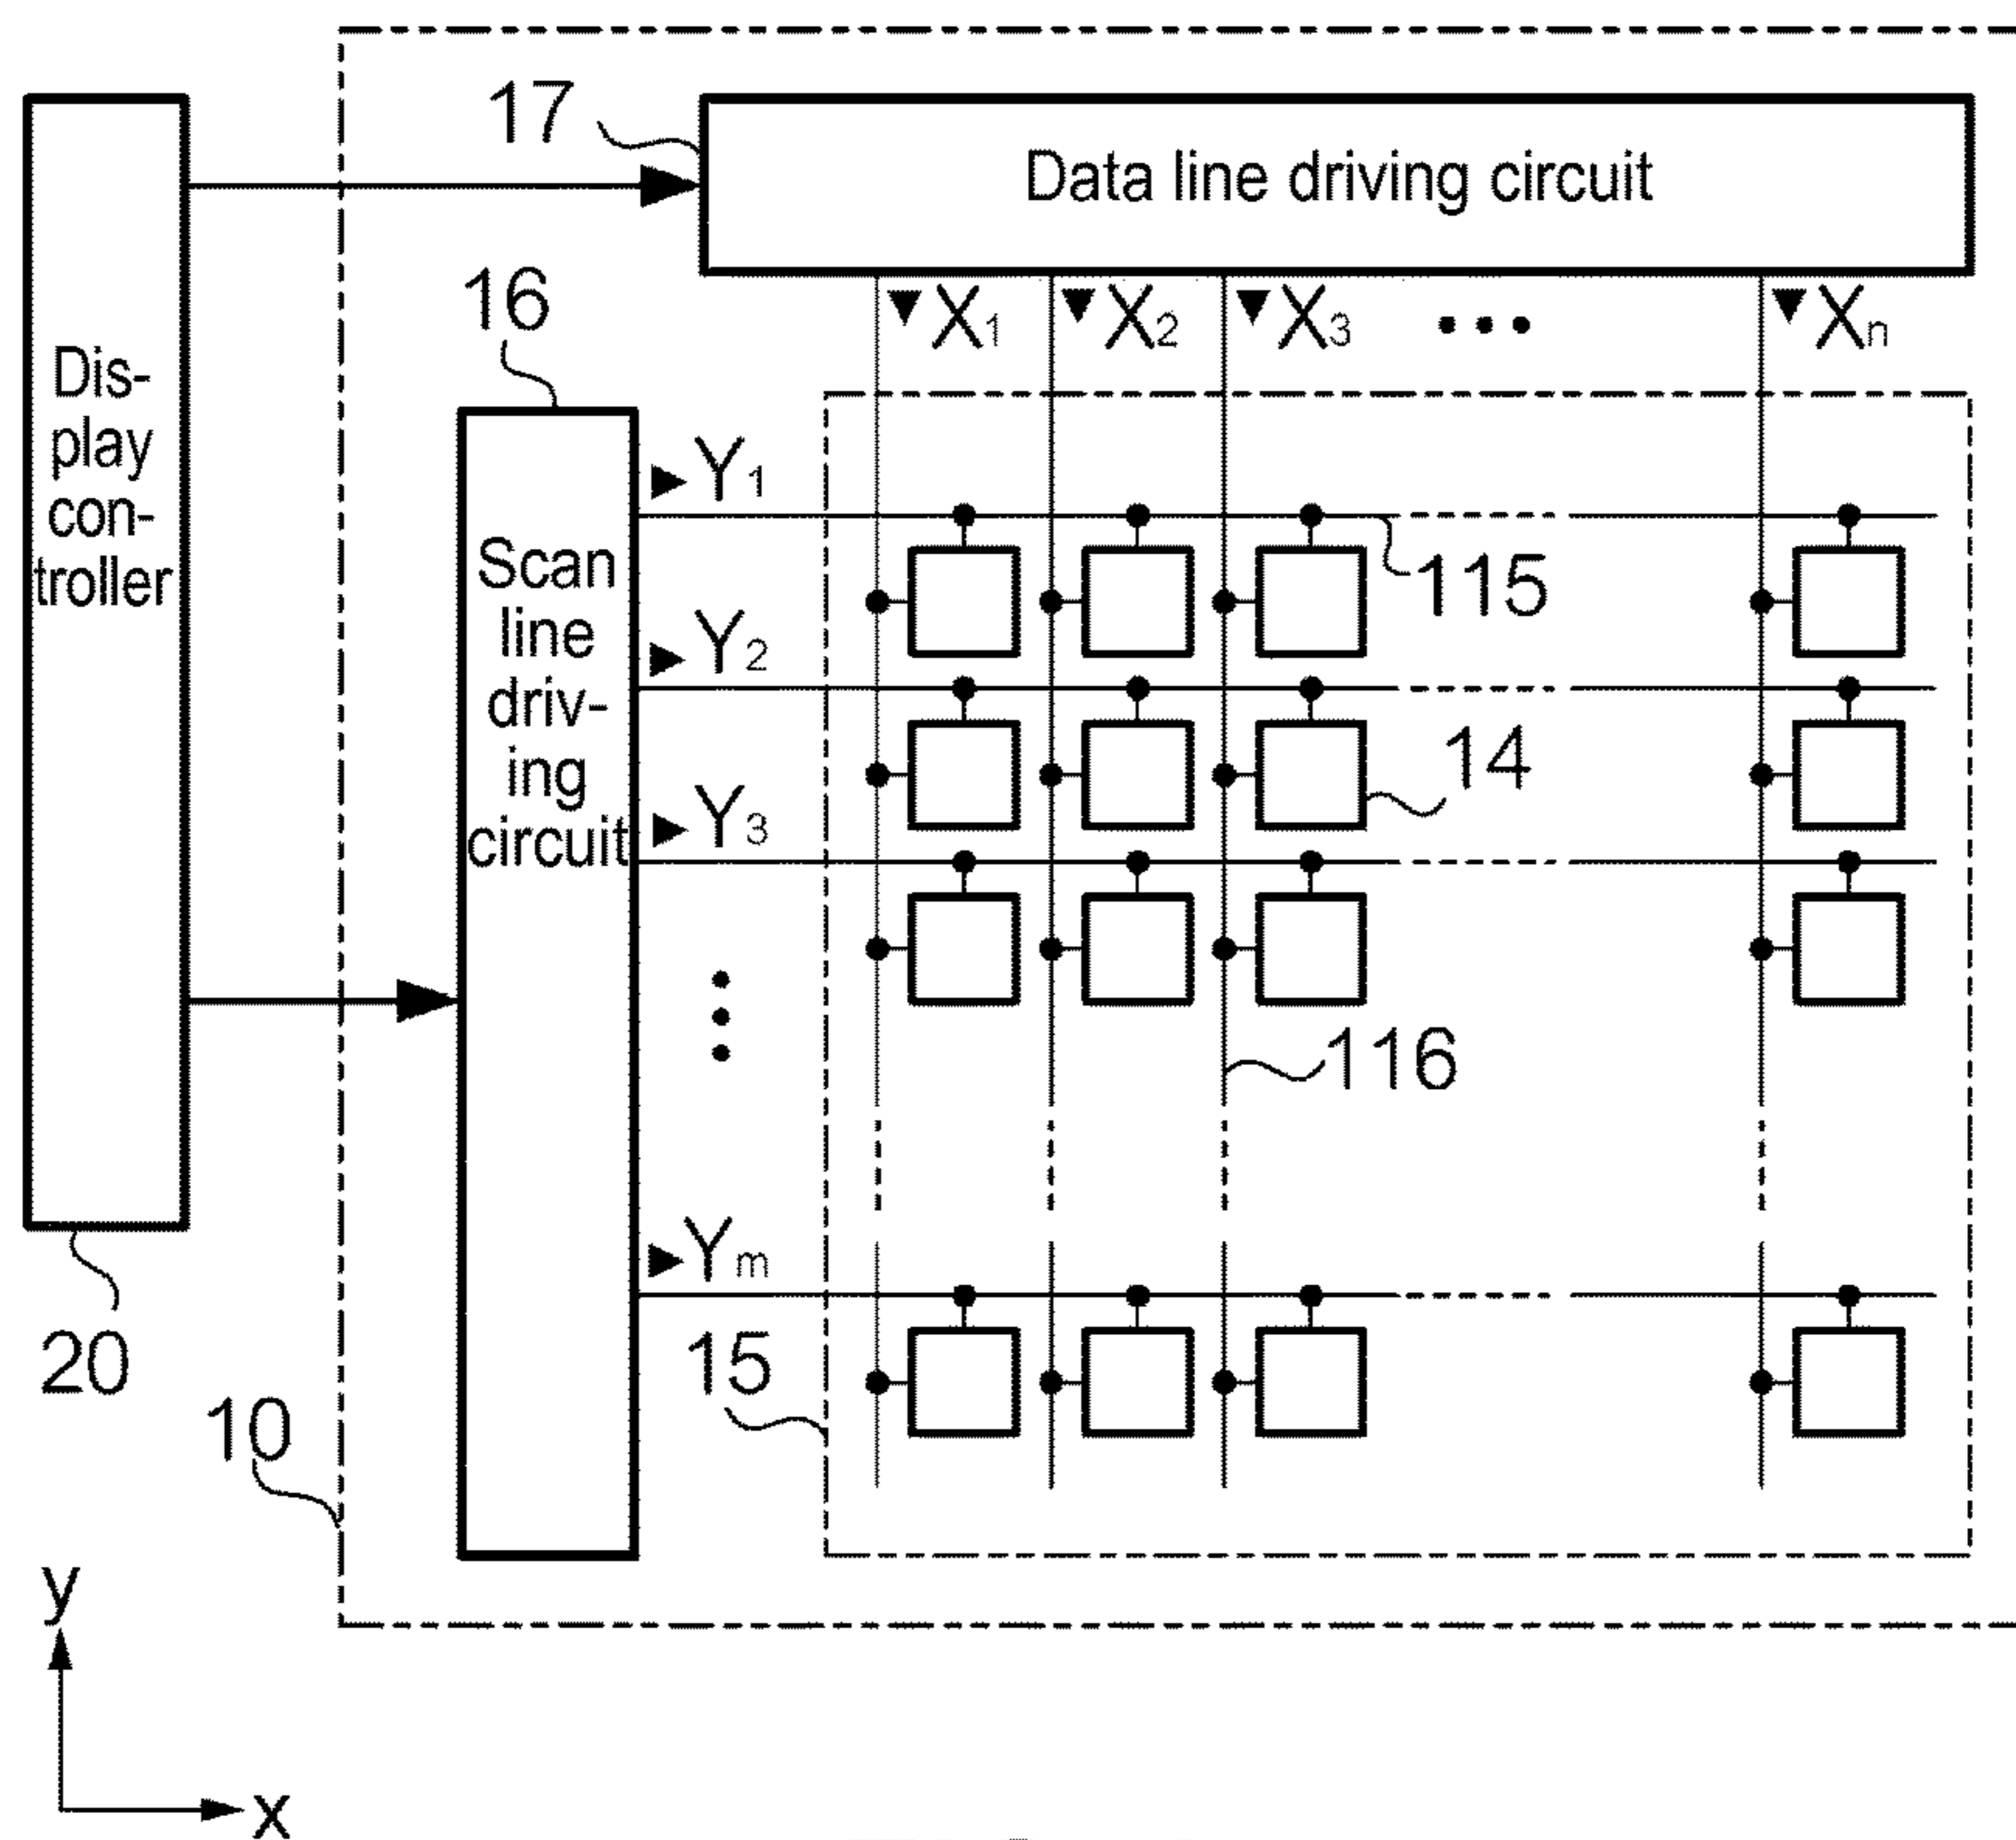 17
Data line driving circuit
16
X1 X2 X3 ... Xn
Dis-
play
con-
troller
Scan
line
driv-
ing
circuit
Y1
115
Y2
14
Y3
116
Ym
15
20
10
y
x